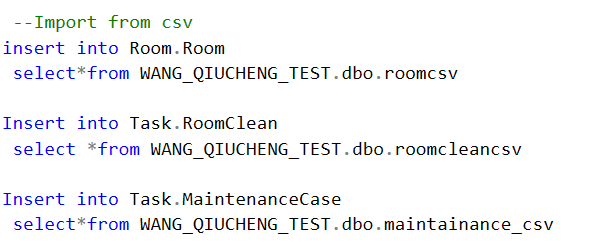 --Import from csv
insert into Room.Room
select*from WANG_QIUCHENG_TEST.dbo.roomcsv
Insert into Task.RoomClean
select *from WANG_QIUCHENG_TEST.dbo.roomcleancsv
Insert into Task.MaintenanceCase
select*from WANG_QIUCHENG_TEST.dbo.maintainance_csv